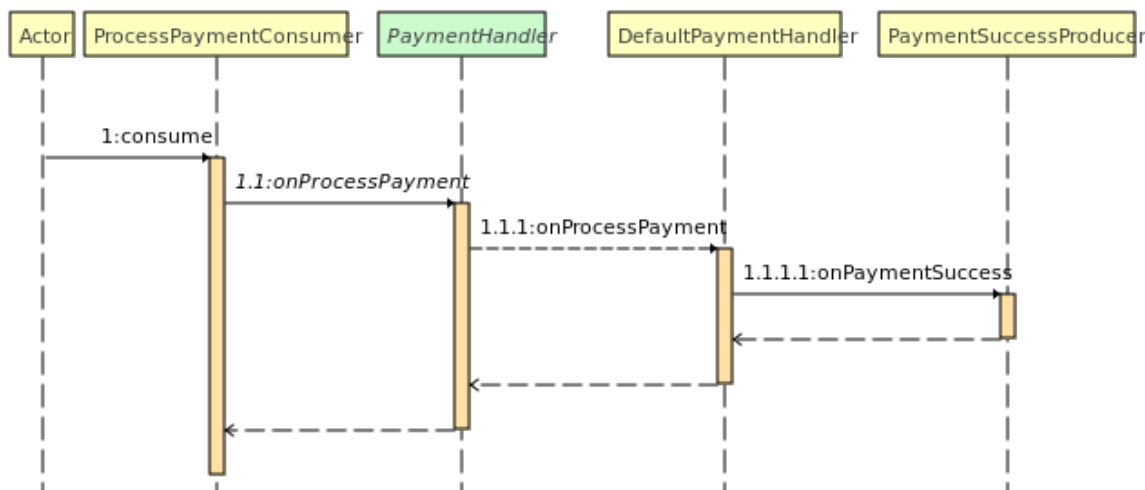 Actor
ProcessPaymentConsumer
PaymentHandler
DefaultPaymentHandler
PaymentSuccessProducer
1:consume
1.1:onProcessPayment
1.1.1:onProcessPayment
1.1.1.1:onPaymentSuccess